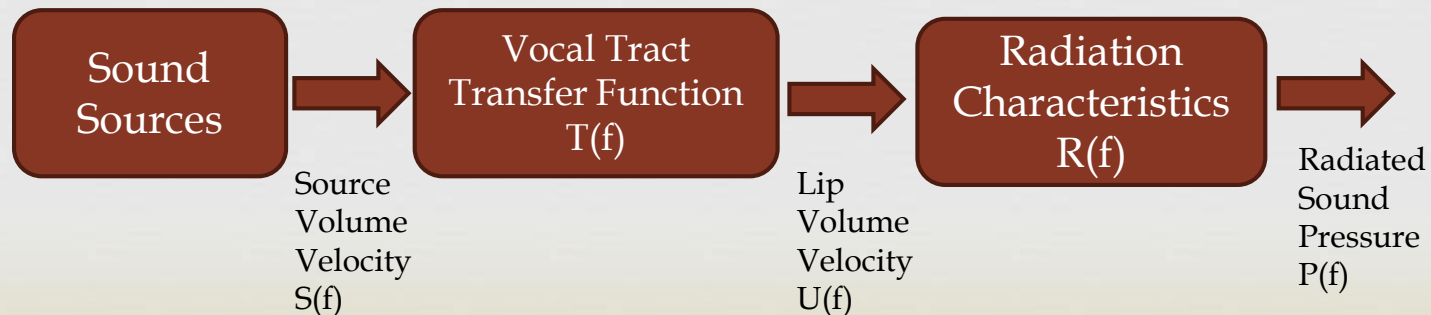 Sound
Sources
Vocal Tract
Transfer Function
T(f)
Radiation
Characteristics
R(f)
Source
Volume
Velocity
S(f)
Lip
Volume
Velocity
U(f)
Radiated
Sound
Pressure
P(f)